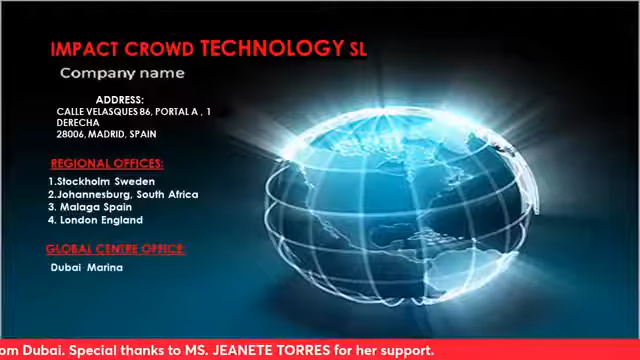 IMPACT CROWD TECHNOLOGY SL
Company name
ADDRESS:
CALLE VELASQUES 86, PORTAL A , 1
DERECHA
28006, MADRID, SPAIN
REGIONAL OFFICES:
1.Stockholm Sweden
2.Johannesburg, South Africa
3. Malaga Spain
4. London England
GLOBAL CENTRE OFFICE:
Dubai Marina
om Dubai. Special thanks to MS. JEANETE TORRES for her support.